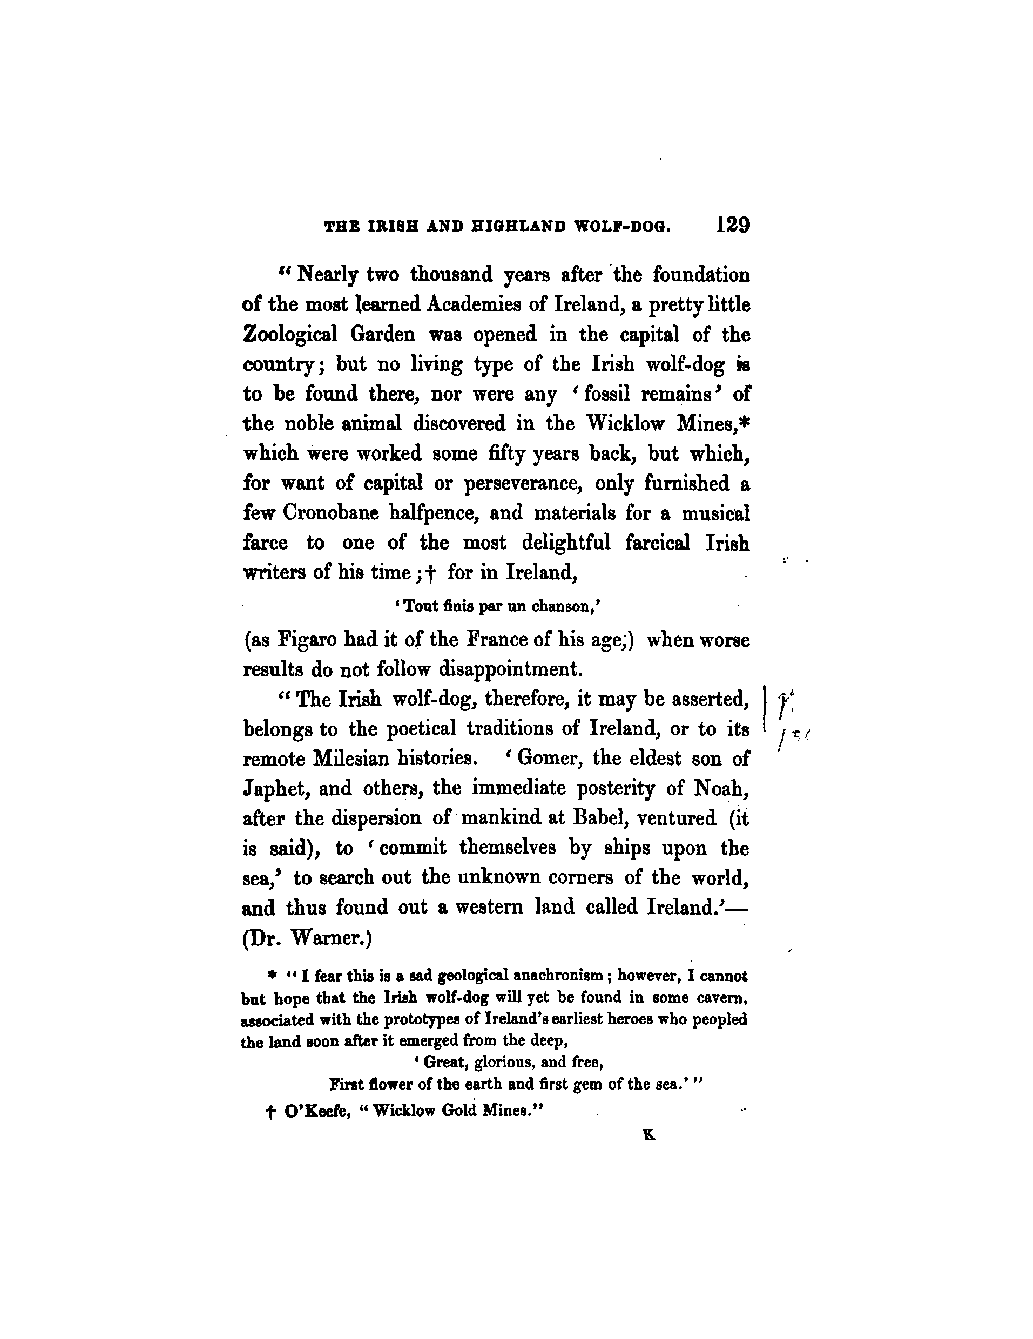 THE IRISH AND HIGHLAND WOLF-DOG. 129
“Nearly two thousand years after the foundation
of the most learned Academies of Ireland, a pretty little
Zoological Garden was opened in the capital of the
country; but no living type of the Irish wolf-dog is
to be found there, nor were any ‘fossil remains’ of
the noble animal discovered in the Wicklow Mines,*
which were worked some fifty years back, but which,
for want of capital or perseverance, only furnished a
few Cronobane halfpence, and materials for a musical
farce to one of the most delightful farcical Irish
writers of his time;† for in Ireland,
‘Tout finis par un chanson,’
(as Figaro had it of the France of his age;) when worse
results do not follow disappointment.
“The Irish wolf-dog, therefore, it may be asserted,
belongs to the poetical traditions of Ireland, or to its
remote Milesian histories. ‘Gomer, the eldest son of
Japhet, and others, the immediate posterity of Noah,
after the dispersion of mankind at Babel, ventured (it
is said), to ‘commit themselves by ships upon the
sea,’ to search out the unknown corners of the world,
and thus found out a western land called Ireland.’—
(Dr. Warner.)
* “I fear this is a sad geological anachronism; however, I cannot
but hope that the Irish wolf-dog will yet be found in some cavern,
associated with the prototypes of Ireland’s earliest heroes who peopled
the land soon after it emerged from the deep,
‘Great, glorious, and free,
First flower of the earth and first gem of the sea.’”
† O’Keefe, “Wicklow Gold Mines.”
K